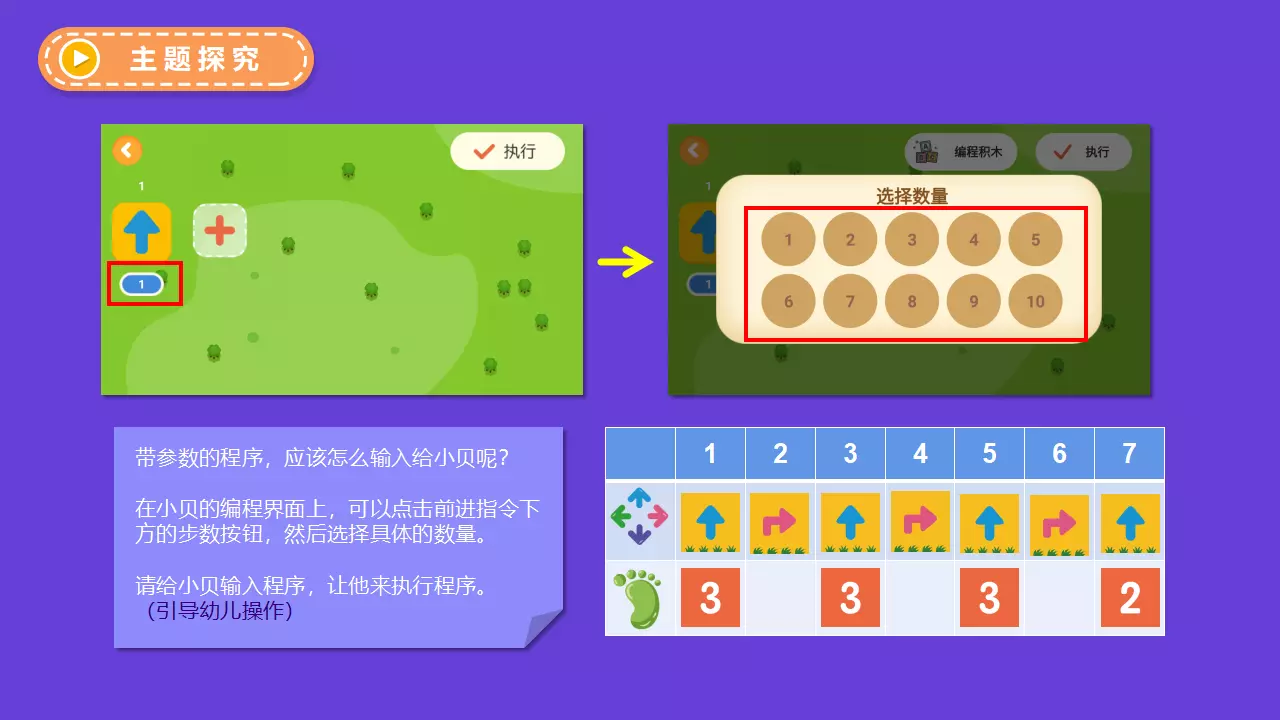 主题探究
执行
1
1
编程积木
执行
1
1
选择数量
1 2 3 4 5
6 7 8 9 10
带参数的程序，应该怎么输入给小贝呢？
在小贝的编程界面上，可以点击前进指令下
方的步数按钮，然后选择具体的数量。
请给小贝输入程序，让他来执行程序。
（引导幼儿操作）
1 2 3 4 5 6 7
3 3 3 2